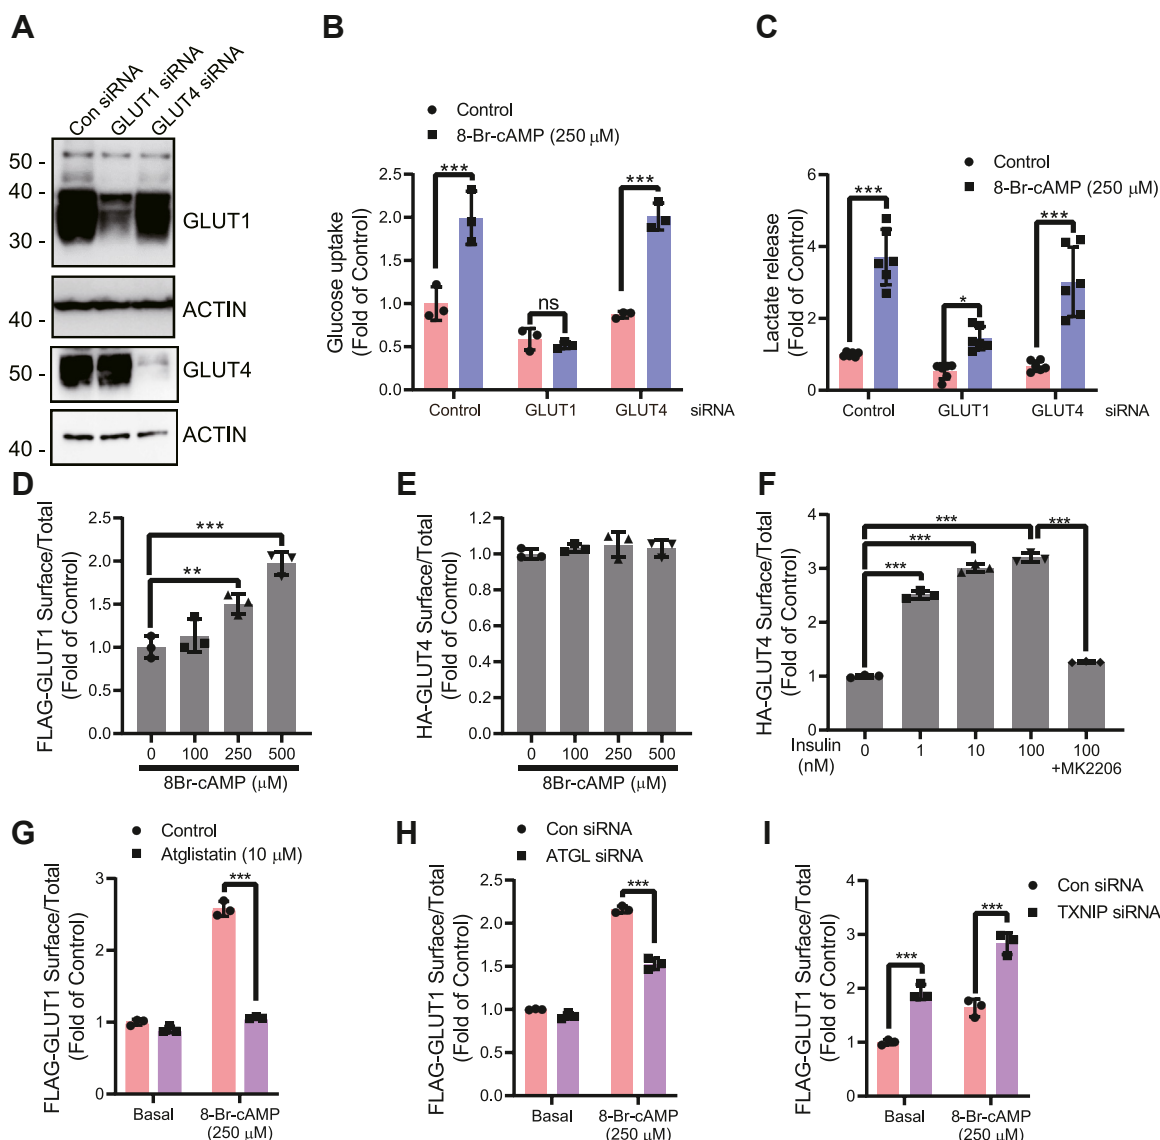 A
Con siRNA
GLUT1 siRNA
GLUT4 siRNA
50 -
40 -
30 -
GLUT1
40 -
ACTIN
50 -
GLUT4
40 -
ACTIN
B
Control
8-Br-cAMP (250 μM)
Glucose uptake
(Fold of Control)
2.5
2.0
1.5
1.0
0.5
0.0
***
ns
***
Control
GLUT1
GLUT4
siRNA
C
Control
8-Br-cAMP (250 μM)
Lactate release
(Fold of Control)
6
4
2
0
***
*
***
Control
GLUT1
GLUT4
siRNA
D
FLAG-GLUT1 Surface/Total
(Fold of Control)
2.5
2.0
1.5
1.0
0.5
0.0
***
**
0
100
250
500
8Br-cAMP (μM)
E
HA-GLUT4 Surface/Total
(Fold of Control)
1.2
1.0
0.8
0.6
0.4
0.2
0.0
0
100
250
500
8Br-cAMP (μM)
F
HA-GLUT4 Surface/Total
(Fold of Control)
4
3
2
1
0
***
***
***
***
Insulin
(nM)
0
1
10
100
100
+MK2206
G
Control
Atglistatin (10 μM)
FLAG-GLUT1 Surface/Total
(Fold of Control)
3
2
1
0
***
Basal
8-Br-cAMP
(250 μM)
H
Con siRNA
ATGL siRNA
FLAG-GLUT1 Surface/Total
(Fold of Control)
2.5
2.0
1.5
1.0
0.5
0.0
***
Basal
8-Br-cAMP
(250 μM)
I
Con siRNA
TXNIP siRNA
FLAG-GLUT1 Surface/Total
(Fold of Control)
4
3
2
1
0
***
***
Basal
8-Br-cAMP
(250 μM)